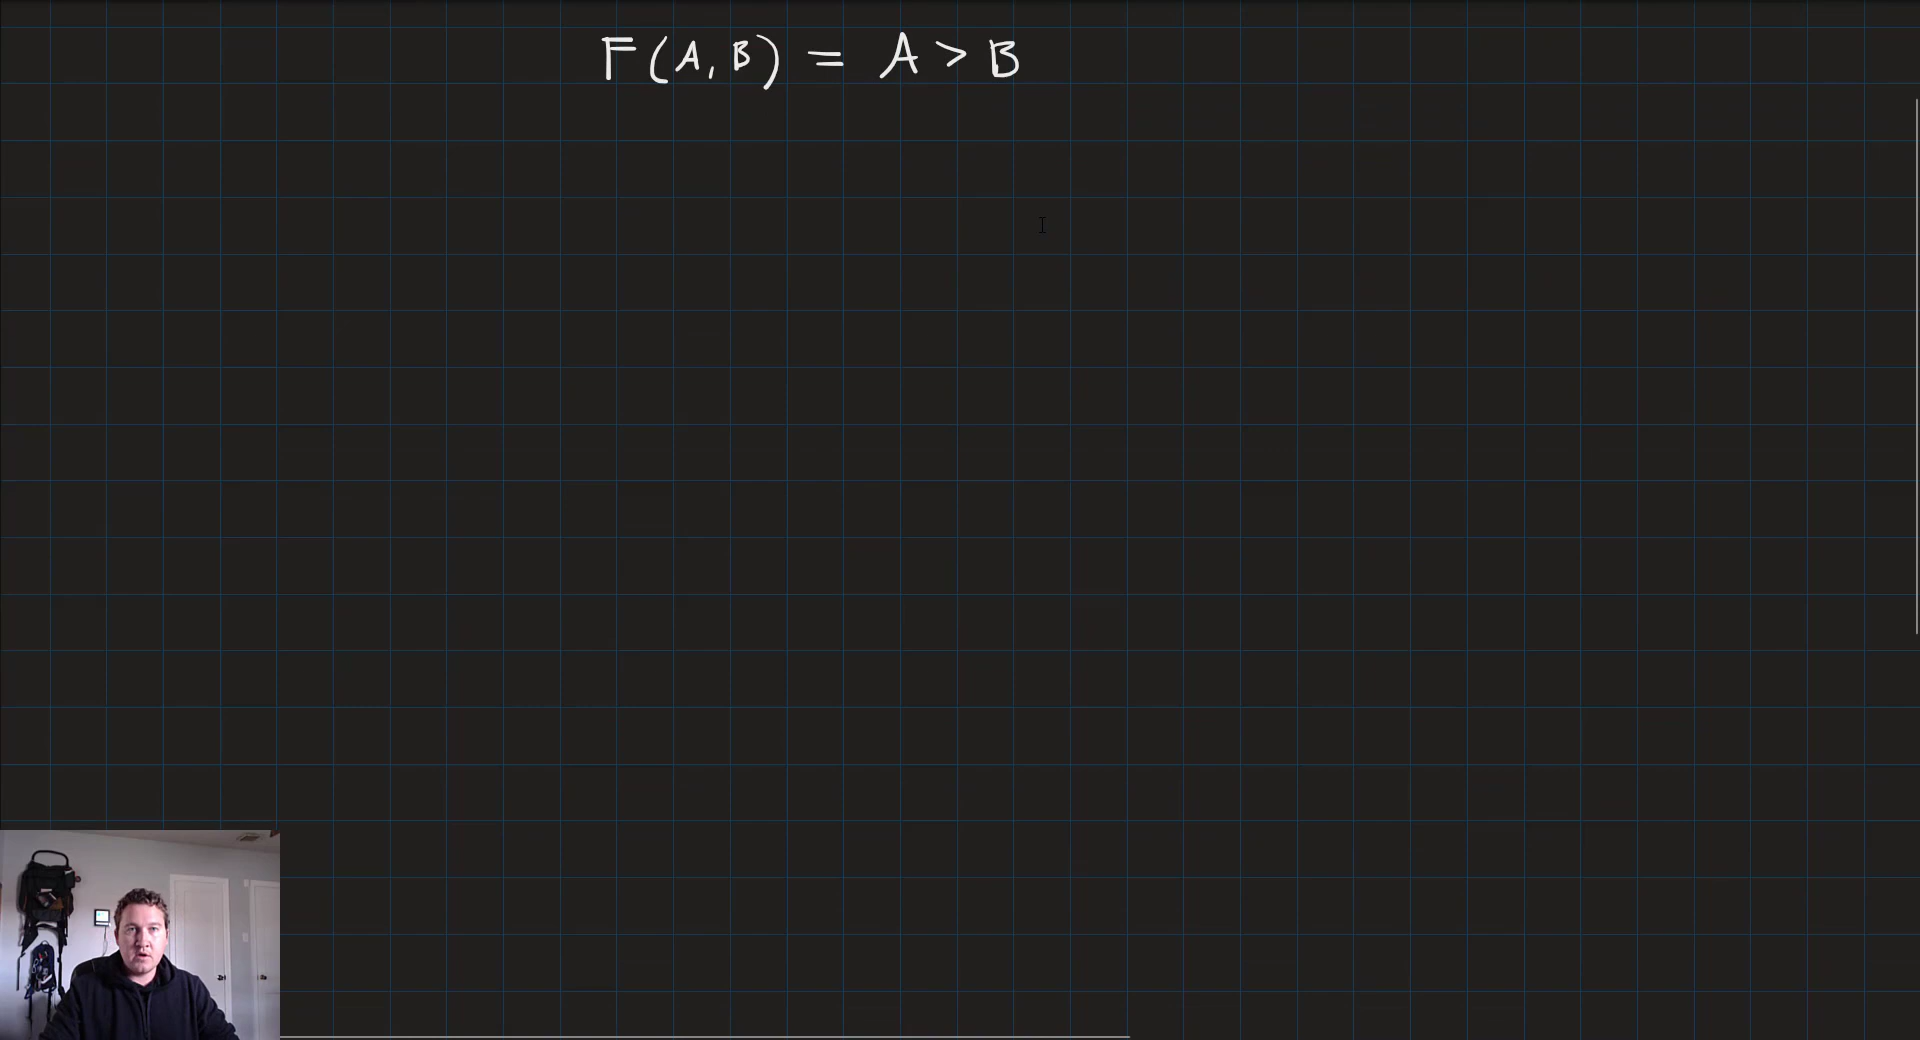 F(A,B) = A > B